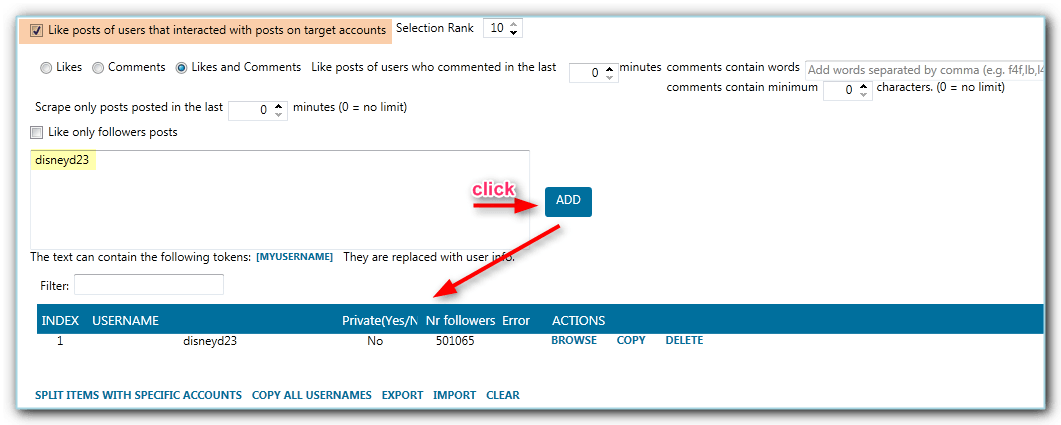 Like posts of users that interacted with posts on target accounts Selection Rank 10
Likes Comments Likes and Comments Like posts of users who commented in the last 0 minutes comments contain words Add words separated by comma (e.g. f4f,lb,l4
comments contain minimum 0 characters. (0 = no limit)
Scrape only posts posted in the last 0 minutes (0 = no limit)
Like only followers posts
disneyd23
click
ADD
The text can contain the following tokens: [MYUSERNAME] They are replaced with user info.
Filter:
INDEX USERNAME Private(Yes/N Nr followers Error ACTIONS
1 disneyd23 No 501065 BROWSE COPY DELETE
SPLIT ITEMS WITH SPECIFIC ACCOUNTS COPY ALL USERNAMES EXPORT IMPORT CLEAR